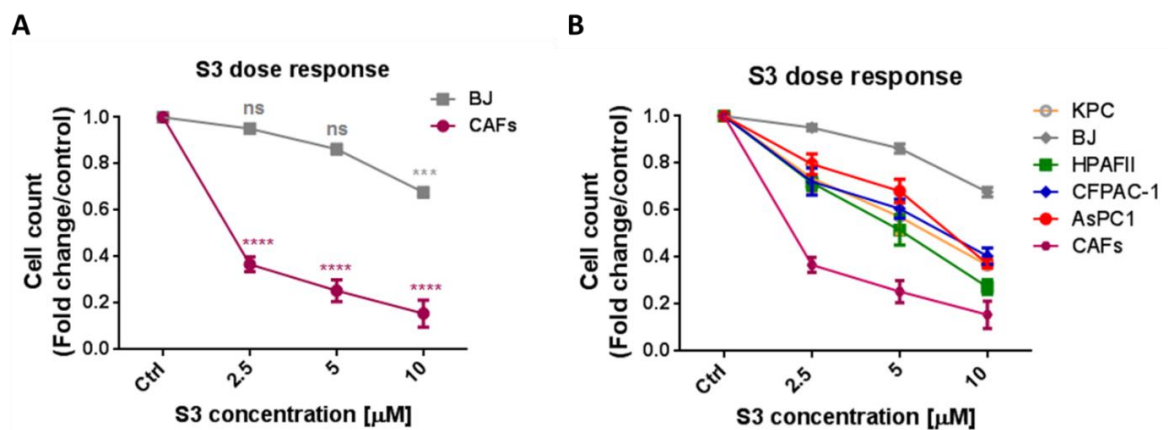 A
S3 dose response
BJ
CAFs
ns
ns
***
****
****
****
1.0
0.8
0.6
0.4
0.2
0.0
Cell count
(Fold change/control)
Ctrl
2.5
5
10
S3 concentration [µM]
B
S3 dose response
KPC
BJ
HPAFII
CFPAC-1
AsPC1
CAFs
1.0
0.8
0.6
0.4
0.2
0.0
Cell count
(Fold change/control)
Ctrl
2.5
5
10
S3 concentration [µM]